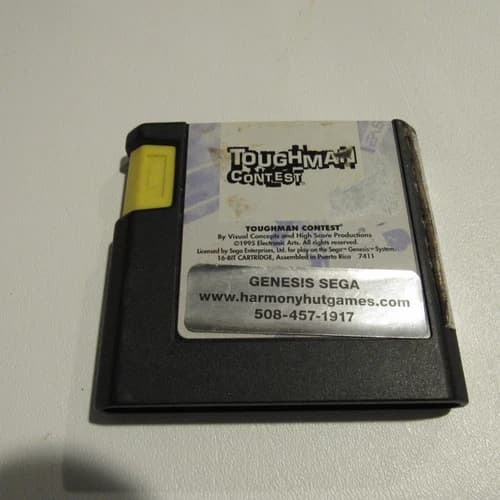 TOUGHMAN
CONTEST
TOUGHMAN CONTEST®
By Visual Concepts and High Score Productions
©1995 Electronic Arts. All rights reserved.
Licensed by Sega Enterprises, Ltd. for play on the Sega™ Genesis™ System.
16-BIT CARTRIDGE, Assembled in Puerto Rico 7411
GENESIS SEGA
www.harmonyhutgames.com
508-457-1917